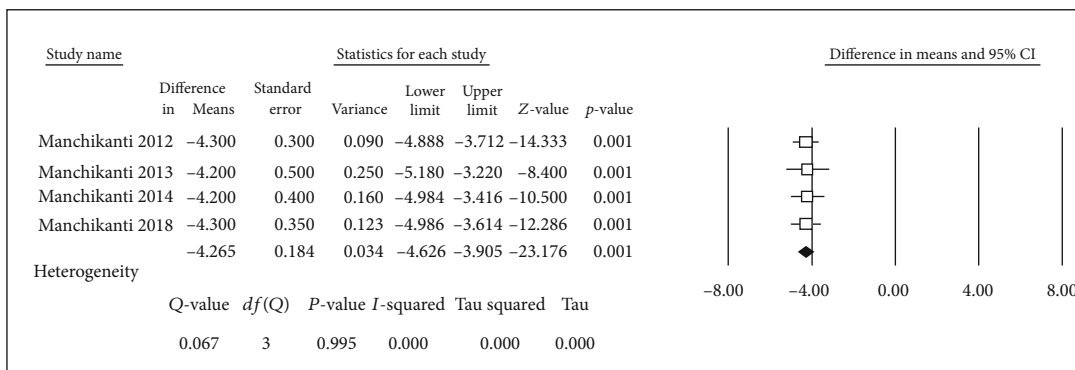 Study name Statistics for each study Difference in means and 95% CI
Difference in Means Standard error Variance Lower limit Upper limit Z-value p-value
Manchikanti 2012 −4.300 0.300 0.090 −4.888 −3.712 −14.333 0.001
Manchikanti 2013 −4.200 0.500 0.250 −5.180 −3.220 −8.400 0.001
Manchikanti 2014 −4.200 0.400 0.160 −4.984 −3.416 −10.500 0.001
Manchikanti 2018 −4.300 0.350 0.123 −4.986 −3.614 −12.286 0.001
−4.265 0.184 0.034 −4.626 −3.905 −23.176 0.001
Heterogeneity
−8.00 −4.00 0.00 4.00 8.00
Q-value df(Q) P-value I-squared Tau squared Tau
0.067 3 0.995 0.000 0.000 0.000